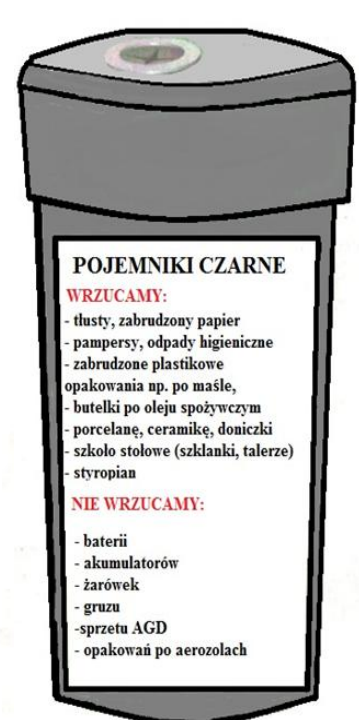 POJEMNIKI CZARNE
WRZUCAMY:
- tłusty, zabrudzony papier
- pampersy, odpady higieniczne
- zabrudzone plastikowe
opakowania np. po maśle,
- butelki po oleju spożywczym
- porcelanę, ceramikę, doniczki
- szkoło stołowe (szklanki, talerze)
- styropian
NIE WRZUCAMY:
- baterii
- akumulatorów
- żarówek
- gruzu
-sprzetu AGD
- opakowań po aerozolach